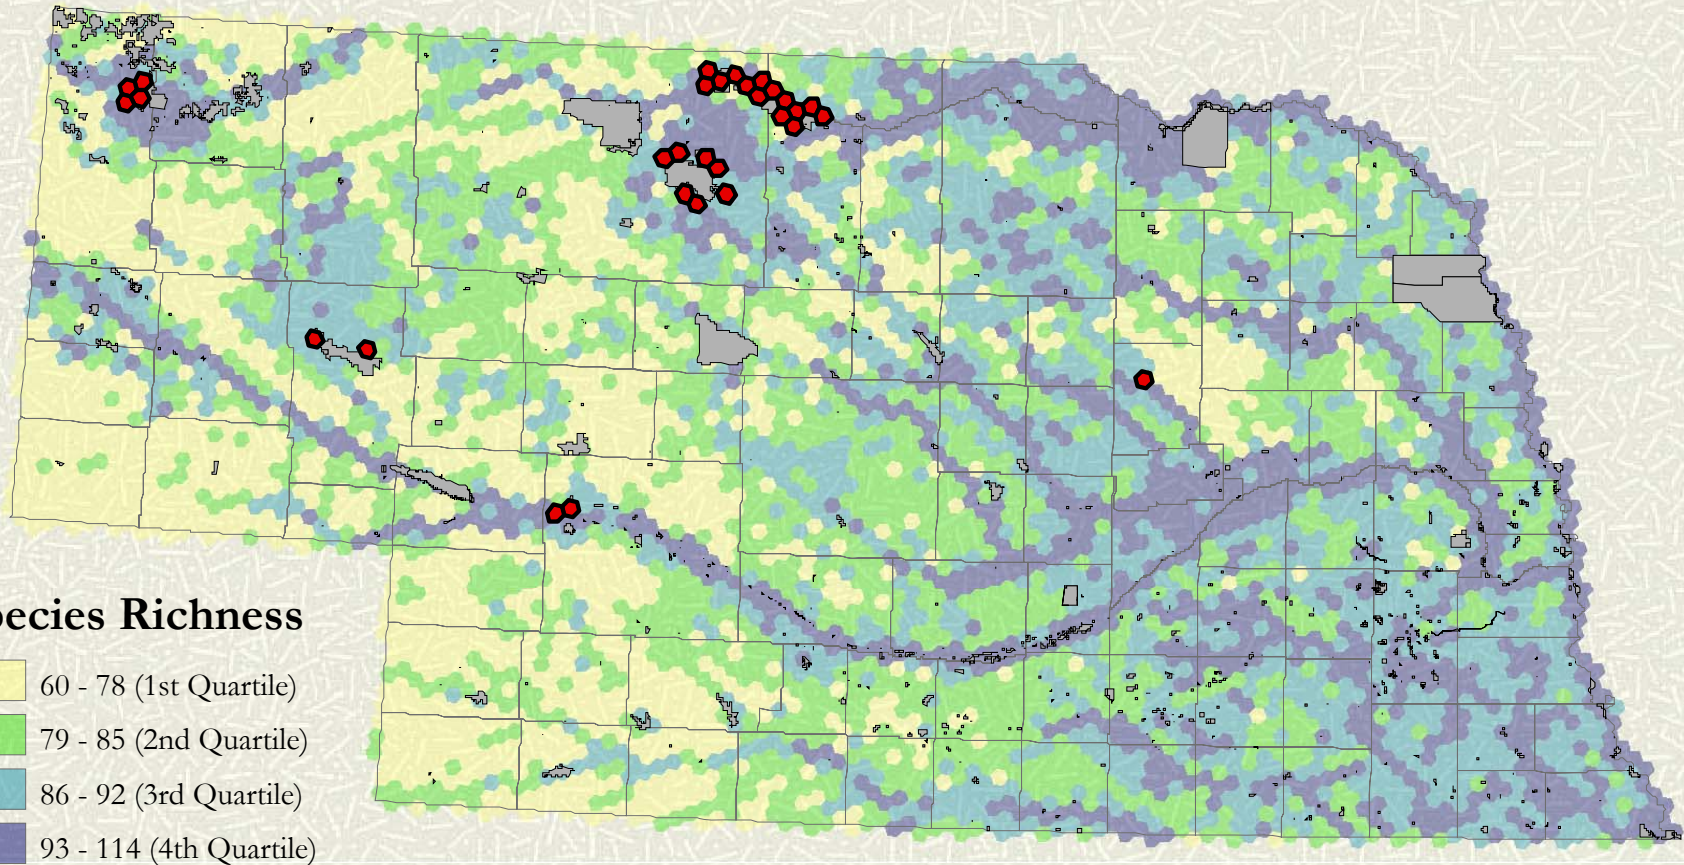 ecies Richness
60 - 78 (1st Quartile)
79 - 85 (2nd Quartile)
86 - 92 (3rd Quartile)
93 - 114 (4th Quartile)